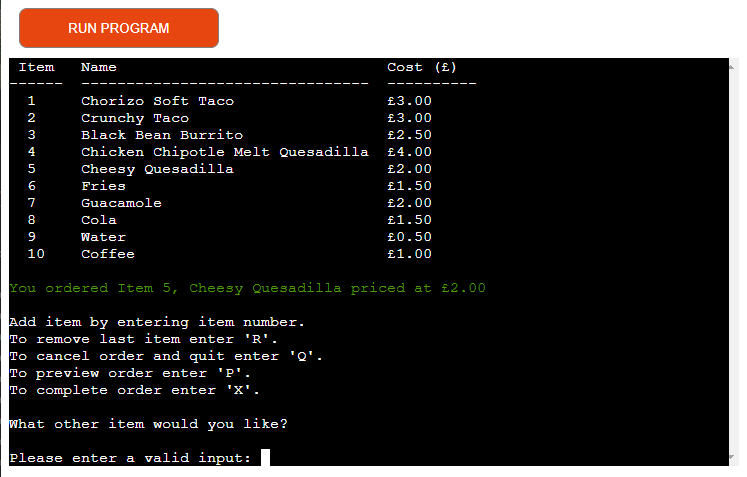 RUN PROGRAM
Item Name Cost (£)
------ -------------------------------- ----------
1 Chorizo Soft Taco £3.00
2 Crunchy Taco £3.00
3 Black Bean Burrito £2.50
4 Chicken Chipotle Melt Quesadilla £4.00
5 Cheesy Quesadilla £2.00
6 Fries £1.50
7 Guacamole £2.00
8 Cola £1.50
9 Water £0.50
10 Coffee £1.00
You ordered Item 5, Cheesy Quesadilla priced at £2.00
Add item by entering item number.
To remove last item enter 'R'.
To cancel order and quit enter 'Q'.
To preview order enter 'P'.
To complete order enter 'X'.
What other item would you like?
Please enter a valid input: